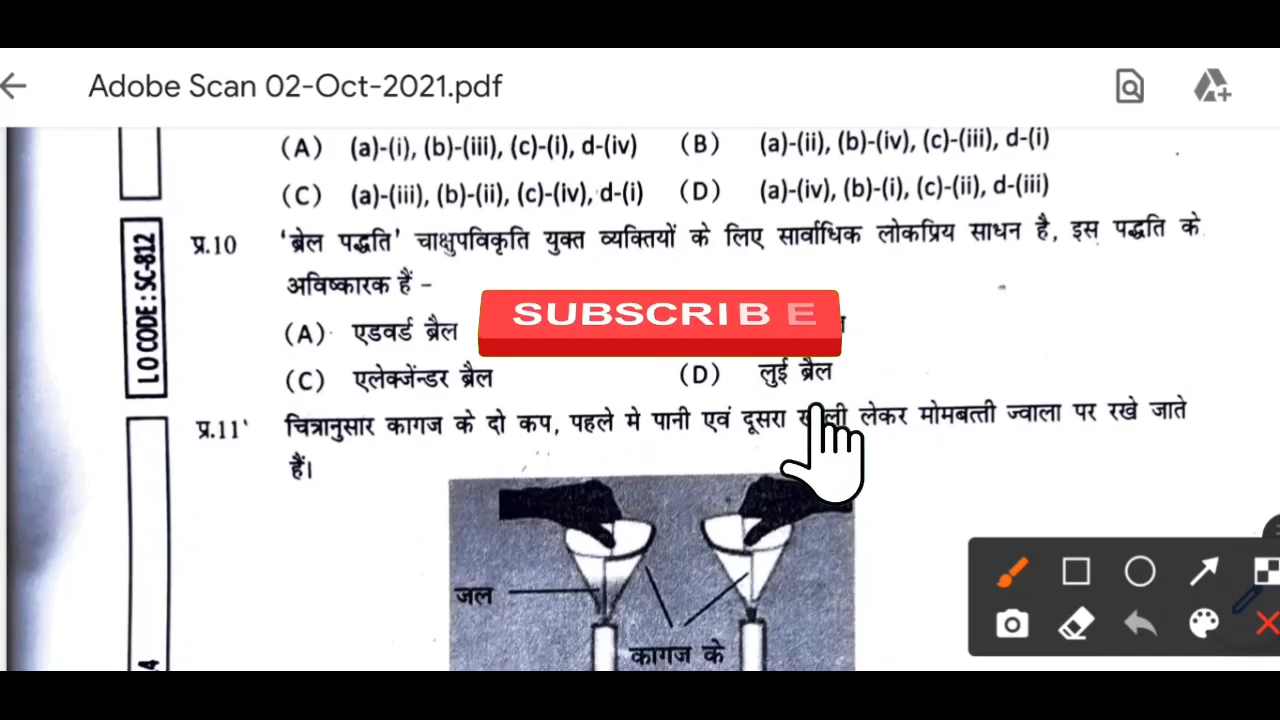 Adobe Scan 02-Oct-2021.pdf
(A) (a)-(i), (b)-(iii), (c)-(i), d-(iv) (B) (a)-(ii), (b)-(iv), (c)-(iii), d-(i)
(C) (a)-(iii), (b)-(ii), (c)-(iv), d-(i) (D) (a)-(iv), (b)-(i), (c)-(ii), d-(iii)
LO CODE : SC-812
प्र.10 'ब्रेल पद्धति' चाक्षुपविकृति युक्त व्यक्तियों के लिए सार्वाधिक लोकप्रिय साधन है, इस पद्धति के
अविष्कारक हैं -
SUBSCRIBE
(A) एडवर्ड ब्रैल
(C) एलेक्जेंन्डर ब्रैल (D) लुई ब्रैल
प्र.11 चित्रानुसार कागज के दो कप, पहले मे पानी एवं दूसरा लेकर मोमबत्ती ज्वाला पर रखे जाते
हैं।
जल
कागज के